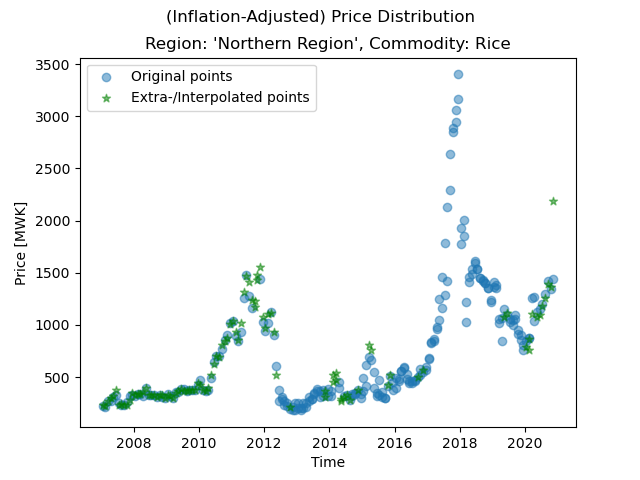 (Inflation-Adjusted) Price Distribution
Region: 'Northern Region', Commodity: Rice
Original points
Extra-/Interpolated points
3500
3000
2500
2000
1500
1000
500
Price [MWK]
2008 2010 2012 2014 2016 2018 2020
Time